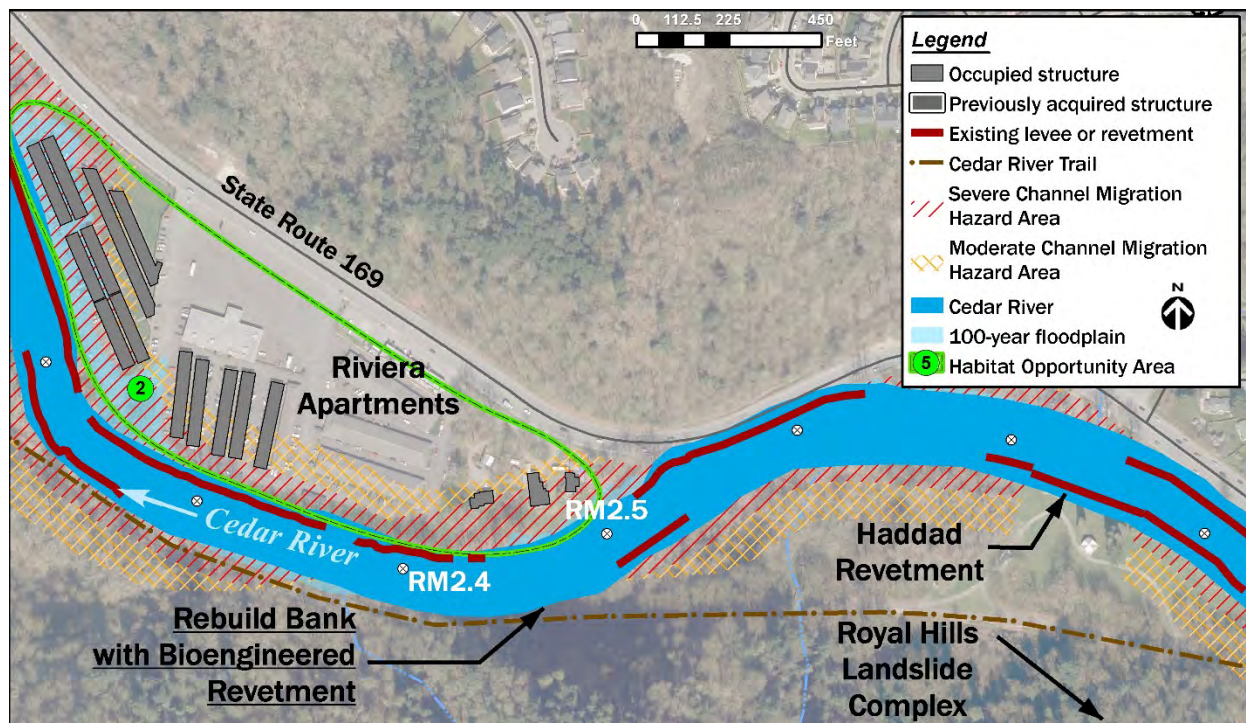 0 112.5 225 450
Feet
Legend
Occupied structure
Previously acquired structure
Existing levee or revetment
Cedar River Trail
Severe Channel Migration
Hazard Area
Moderate Channel Migration
Hazard Area
N
Cedar River
100-year floodplain
5
Habitat Opportunity Area
State Route 169
Riviera
Apartments
2
RM2.5
Cedar River
RM2.4
Haddad
Revetment
Rebuild Bank
with Bioengineered
Revetment
Royal Hills
Landslide
Complex